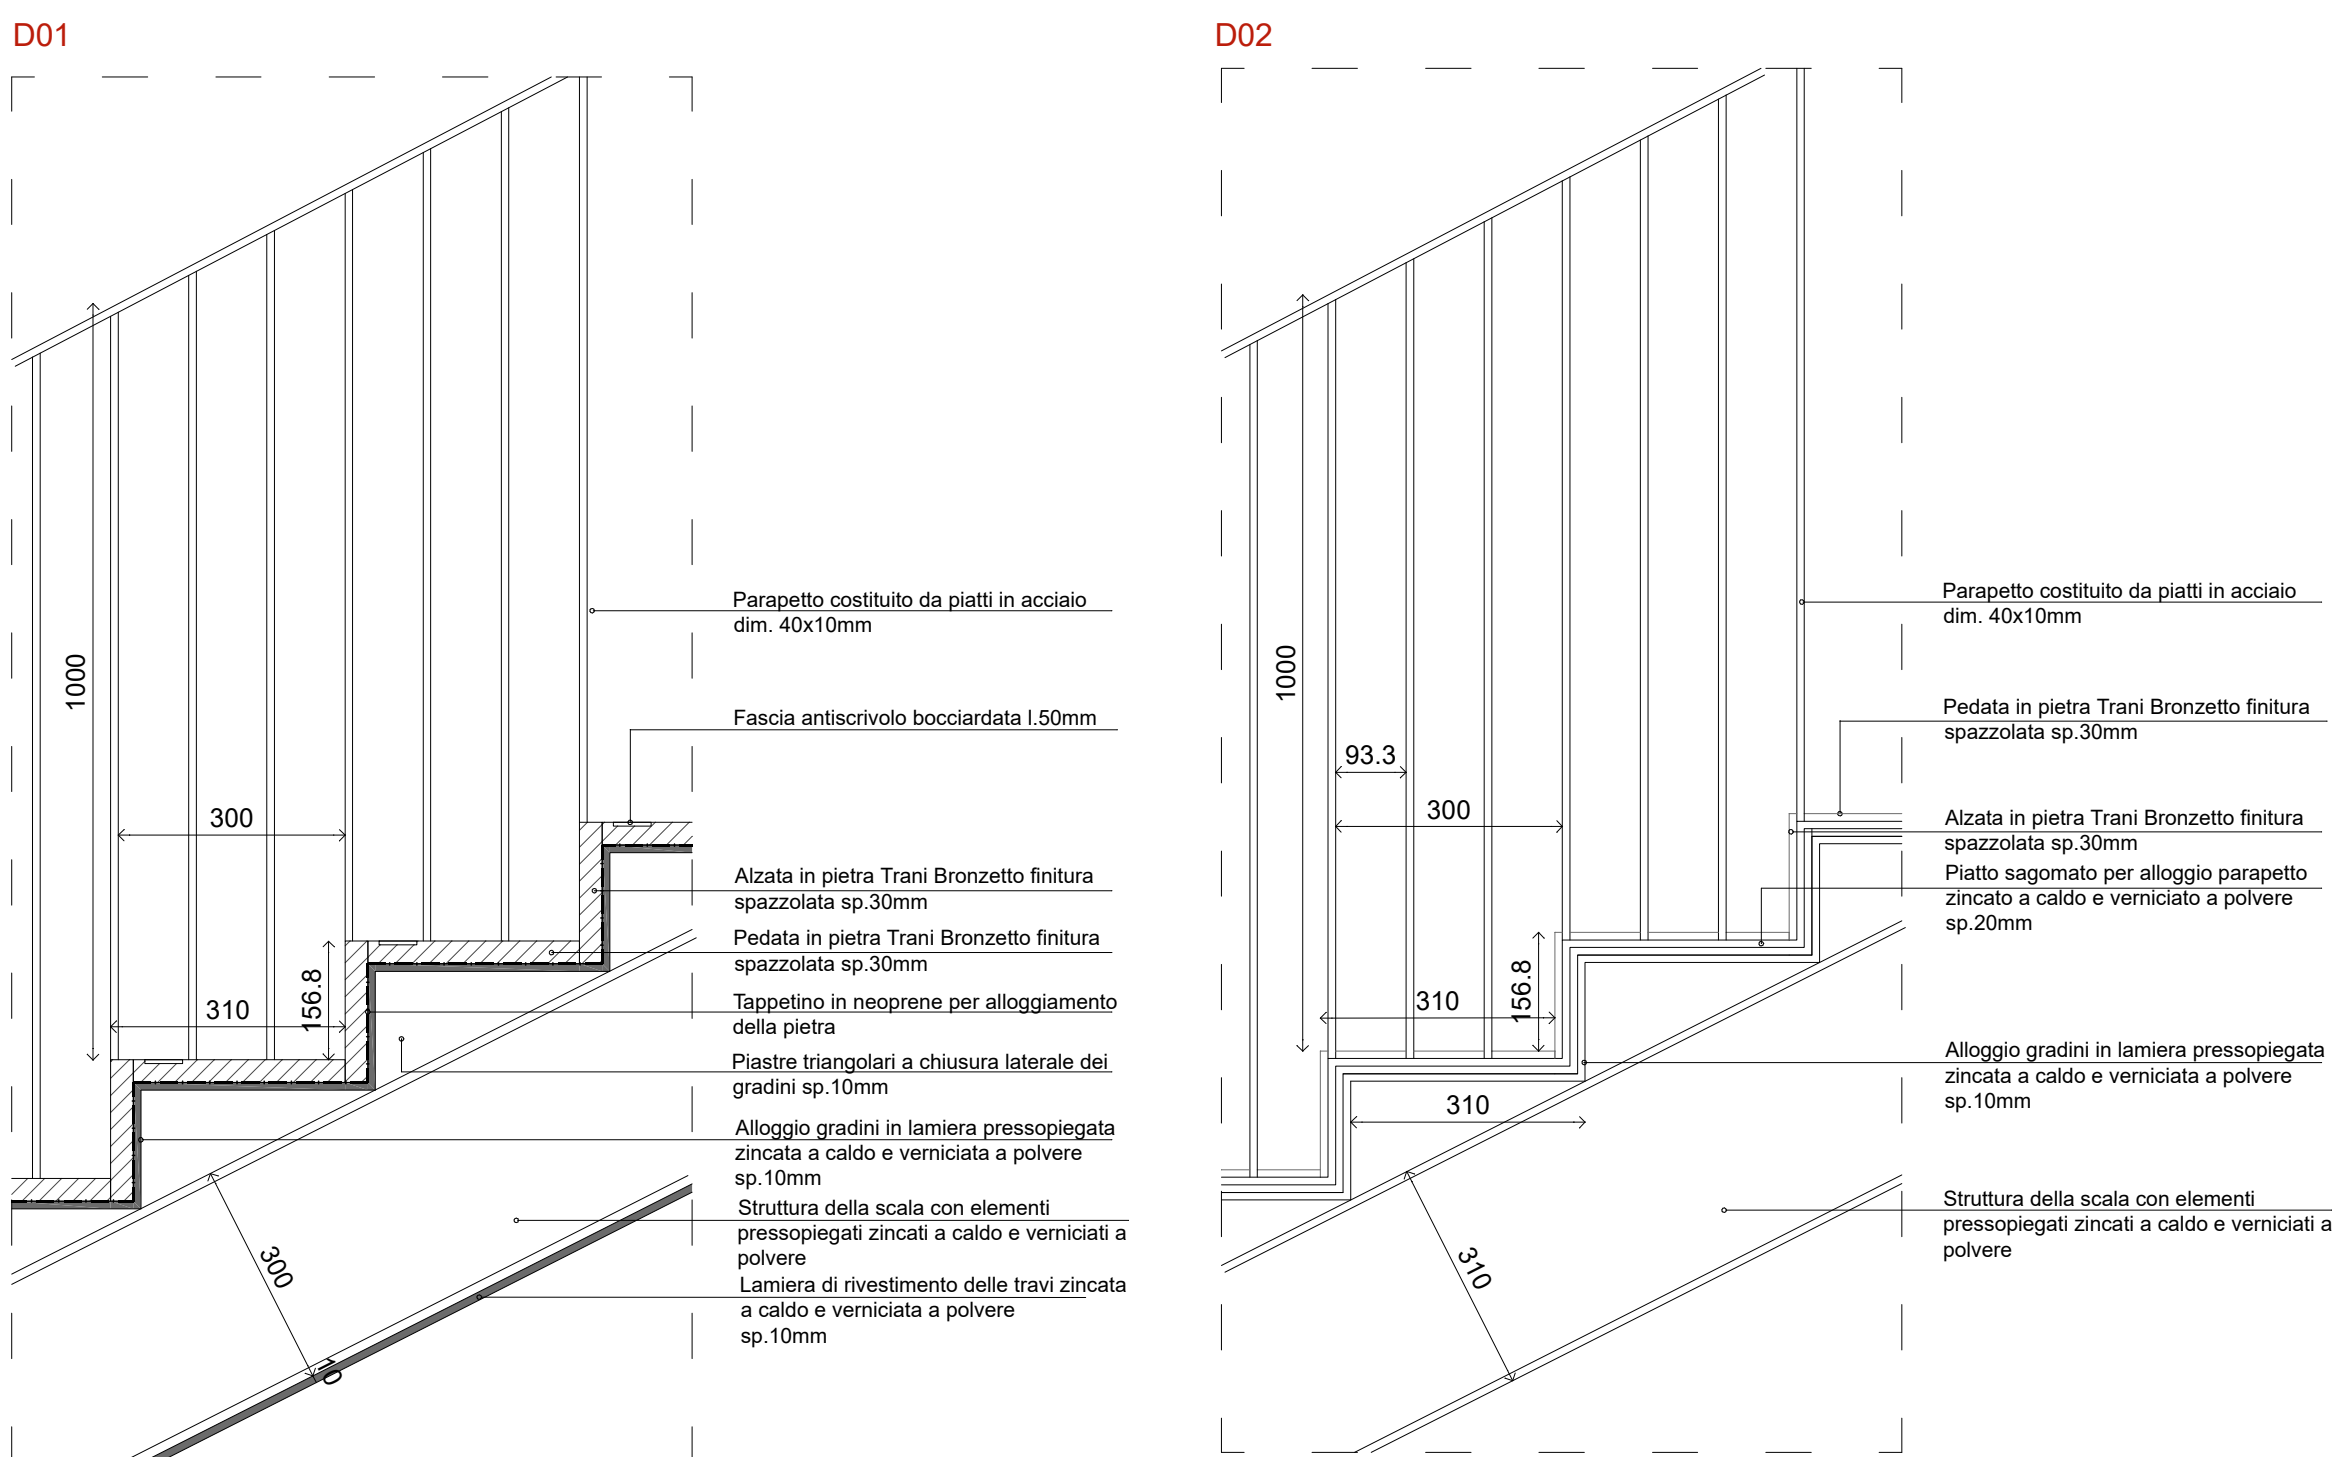 D01
1000
300
310
156.8
300
10
Parapetto costituito da piatti in acciaio
dim. 40x10mm
Fascia antiscrivolo bocciardata l.50mm
Alzata in pietra Trani Bronzetto finitura
spazzolata sp.30mm
Pedata in pietra Trani Bronzetto finitura
spazzolata sp.30mm
Tappetino in neoprene per alloggiamento
della pietra
Piastre triangolari a chiusura laterale dei
gradini sp.10mm
Alloggio gradini in lamiera pressopiegata
zincata a caldo e verniciata a polvere
sp.10mm
Struttura della scala con elementi
pressopiegati zincati a caldo e verniciati a
polvere
Lamiera di rivestimento delle travi zincata
a caldo e verniciata a polvere
sp.10mm
D02
1000
93.3
300
310
156.8
310
310
Parapetto costituito da piatti in acciaio
dim. 40x10mm
Pedata in pietra Trani Bronzetto finitura
spazzolata sp.30mm
Alzata in pietra Trani Bronzetto finitura
spazzolata sp.30mm
Piatto sagomato per alloggio parapetto
zincato a caldo e verniciato a polvere
sp.20mm
Alloggio gradini in lamiera pressopiegata
zincata a caldo e verniciata a polvere
sp.10mm
Struttura della scala con elementi
pressopiegati zincati a caldo e verniciati a
polvere